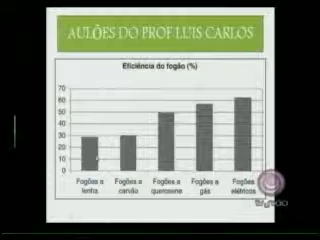 AULÕES DO PROF LUIS CARLOS
Eficiência do fogão (%)
70
60
50
40
30
20
10
0
Fogões a lenha
Fogões a carvão
Fogões a querosene
Fogões a gás
Fogões elétricos